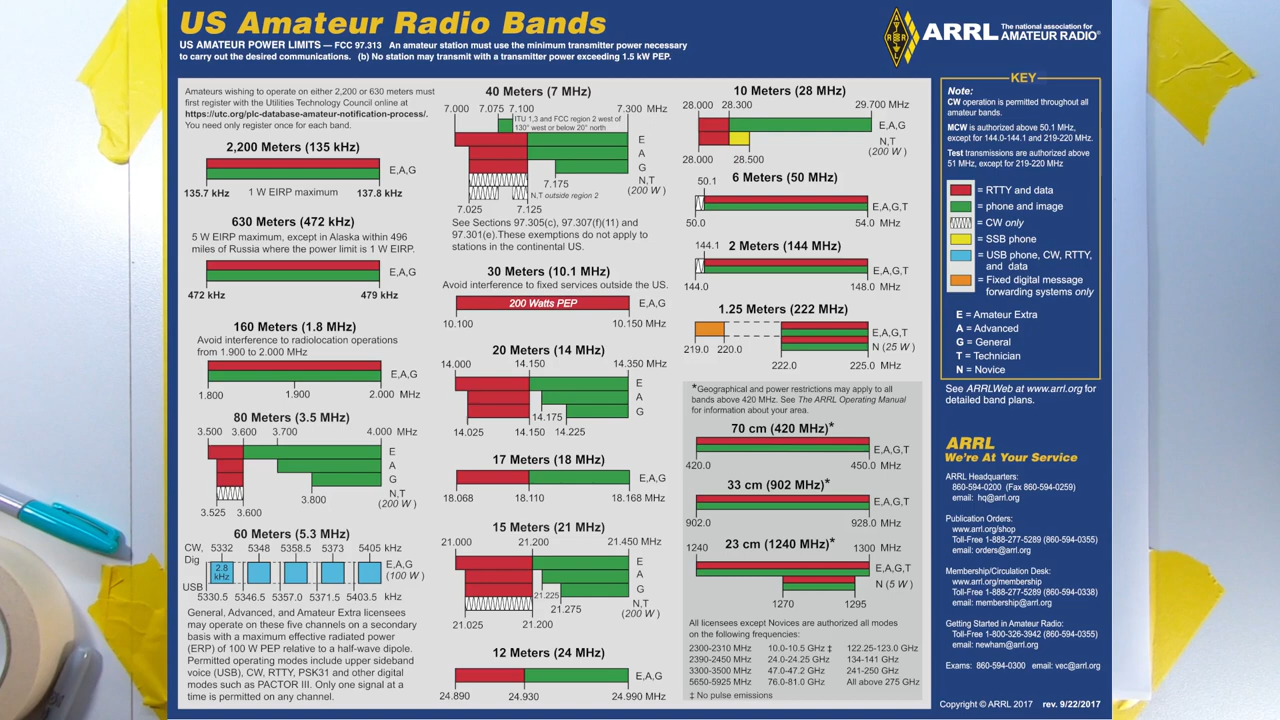 US Amateur Radio Bands
US AMATEUR POWER LIMITS — FCC 97.313 An amateur station must use the minimum transmitter power necessary
to carry out the desired communications. (b) No station may transmit with a transmitter power exceeding 1.5 kW PEP.
ARRL The national association for
AMATEUR RADIO®
Amateurs wishing to operate on either 2,200 or 630 meters must
first register with the Utilities Technology Council online at
https://utc.org/plc-database-amateur-notification-process/.
You need only register once for each band.
2,200 Meters (135 kHz)
E,A,G
135.7 kHz 1 W EIRP maximum 137.8 kHz
630 Meters (472 kHz)
5 W EIRP maximum, except in Alaska within 496
miles of Russia where the power limit is 1 W EIRP.
E,A,G
472 kHz 479 kHz
160 Meters (1.8 MHz)
Avoid interference to radiolocation operations
from 1.900 to 2.000 MHz
E,A,G
1.800 1.900 2.000 MHz
80 Meters (3.5 MHz)
3.500 3.600 3.700 4.000 MHz
E
A
G
N,T
(200 W)
3.800
3.525 3.600
60 Meters (5.3 MHz)
CW, 5332 5348 5358.5 5373 5405 kHz
Dig
2.8
kHz
E,A,G
(100 W)
USB
5330.5 5346.5 5357.0 5371.5 5403.5 kHz
General, Advanced, and Amateur Extra licensees
may operate on these five channels on a secondary
basis with a maximum effective radiated power
(ERP) of 100 W PEP relative to a half-wave dipole.
Permitted operating modes include upper sideband
voice (USB), CW, RTTY, PSK31 and other digital
modes such as PACTOR III. Only one signal at a
time is permitted on any channel.
40 Meters (7 MHz)
7.000 7.075 7.100 7.300 MHz
ITU 1,3 and FCC region 2 west of
130° west or below 20° north
E
A
G
N,T
(200 W)
7.175
N,T outside region 2
7.025 7.125
See Sections 97.305(c), 97.307(f)(11) and
97.301(e).These exemptions do not apply to
stations in the continental US.
30 Meters (10.1 MHz)
Avoid interference to fixed services outside the US.
200 Watts PEP
E,A,G
10.100 10.150 MHz
20 Meters (14 MHz)
14.000 14.150 14.350 MHz
E
A
G
14.175
14.025 14.150 14.225
17 Meters (18 MHz)
E,A,G
18.068 18.110 18.168 MHz
15 Meters (21 MHz)
21.000 21.200 21.450 MHz
E
A
G
N,T
(200 W)
21.225
21.275
21.025 21.200
12 Meters (24 MHz)
E,A,G
24.890 24.930 24.990 MHz
10 Meters (28 MHz)
28.000 28.300 29.700 MHz
E,A,G
N,T
(200 W)
28.000 28.500
6 Meters (50 MHz)
50.1
E,A,G,T
50.0 54.0 MHz
2 Meters (144 MHz)
144.1
E,A,G,T
144.0 148.0 MHz
1.25 Meters (222 MHz)
E,A,G,T
N (25 W)
219.0 220.0
222.0 225.0 MHz
*Geographical and power restrictions may apply to all
bands above 420 MHz. See The ARRL Operating Manual
for information about your area.
70 cm (420 MHz)*
E,A,G,T
420.0 450.0 MHz
33 cm (902 MHz)*
E,A,G,T
902.0 928.0 MHz
23 cm (1240 MHz)*
1240 1300 MHz
E,A,G,T
N (5 W)
1270 1295
All licensees except Novices are authorized all modes
on the following frequencies:
2300-2310 MHz 10.0-10.5 GHz ‡ 122.25-123.0 GHz
2390-2450 MHz 24.0-24.25 GHz 134-141 GHz
3300-3500 MHz 47.0-47.2 GHz 241-250 GHz
5650-5925 MHz 76.0-81.0 GHz All above 275 GHz
‡ No pulse emissions
KEY
Note:
CW operation is permitted throughout all
amateur bands.
MCW is authorized above 50.1 MHz,
except for 144.0-144.1 and 219-220 MHz.
Test transmissions are authorized above
51 MHz, except for 219-220 MHz
= RTTY and data
= phone and image
= CW only
= SSB phone
= USB phone, CW, RTTY,
and data
= Fixed digital message
forwarding systems only
E = Amateur Extra
A = Advanced
G = General
T = Technician
N = Novice
See ARRLWeb at www.arrl.org for
detailed band plans.
ARRL
We're At Your Service
ARRL Headquarters:
860-594-0200 (Fax 860-594-0259)
email: hq@arrl.org
Publication Orders:
www.arrl.org/shop
Toll-Free 1-888-277-5289 (860-594-0355)
email: orders@arrl.org
Membership/Circulation Desk:
www.arrl.org/membership
Toll-Free 1-888-277-5289 (860-594-0338)
email: membership@arrl.org
Getting Started in Amateur Radio:
Toll-Free 1-800-326-3942 (860-594-0355)
email: newham@arrl.org
Exams: 860-594-0300 email: vec@arrl.org
Copyright © ARRL 2017 rev. 9/22/2017